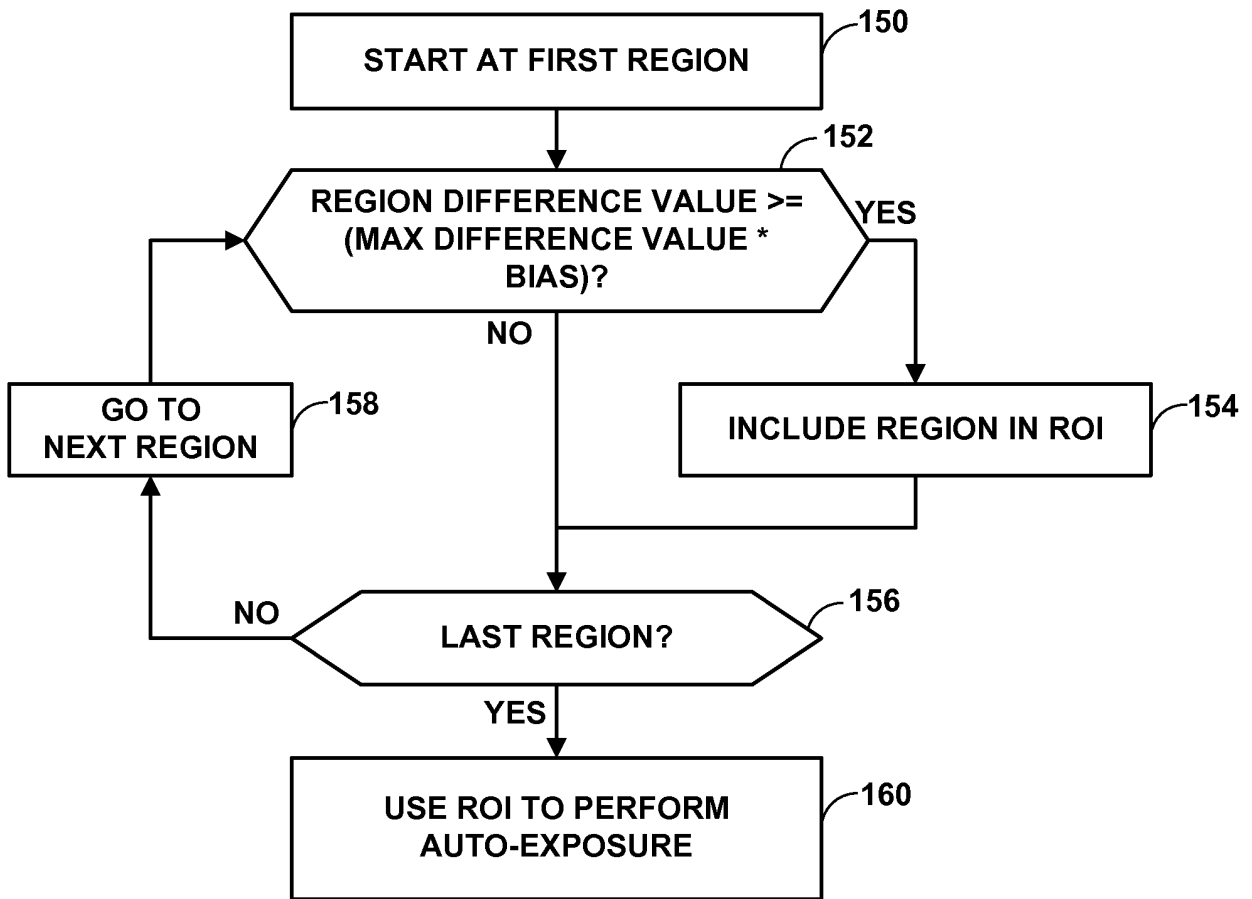 START AT FIRST REGION
150
152
REGION DIFFERENCE VALUE >=
(MAX DIFFERENCE VALUE *
BIAS)?
YES
NO
GO TO
NEXT REGION
158
INCLUDE REGION IN ROI
154
NO
LAST REGION?
156
YES
USE ROI TO PERFORM
AUTO-EXPOSURE
160